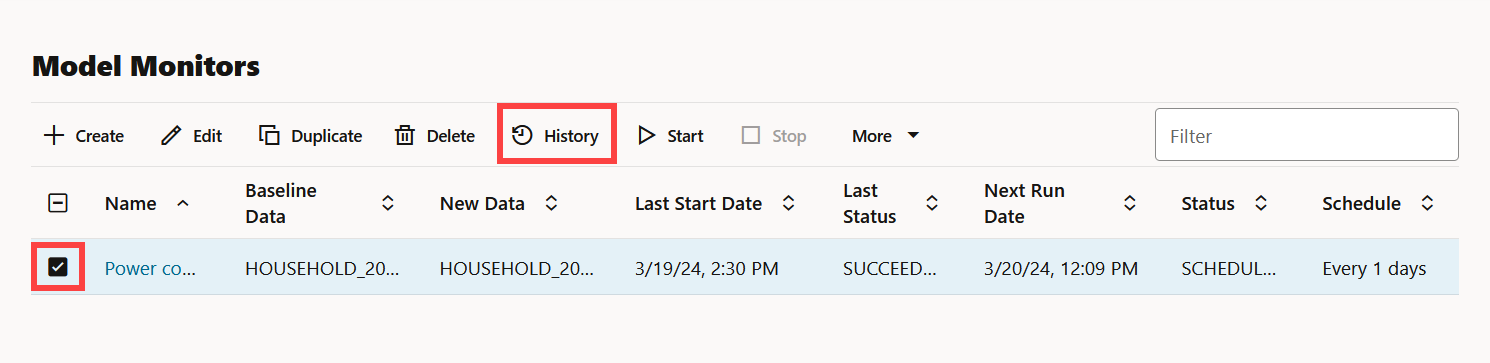 Model Monitors
Create Edit Duplicate Delete History Start Stop More Filter
Name Baseline Data New Data Last Start Date Last Status Next Run Date Status Schedule
Power co... HOUSEHOLD_20... HOUSEHOLD_20... 3/19/24, 2:30 PM SUCCEED... 3/20/24, 12:09 PM SCHEDUL... Every 1 days